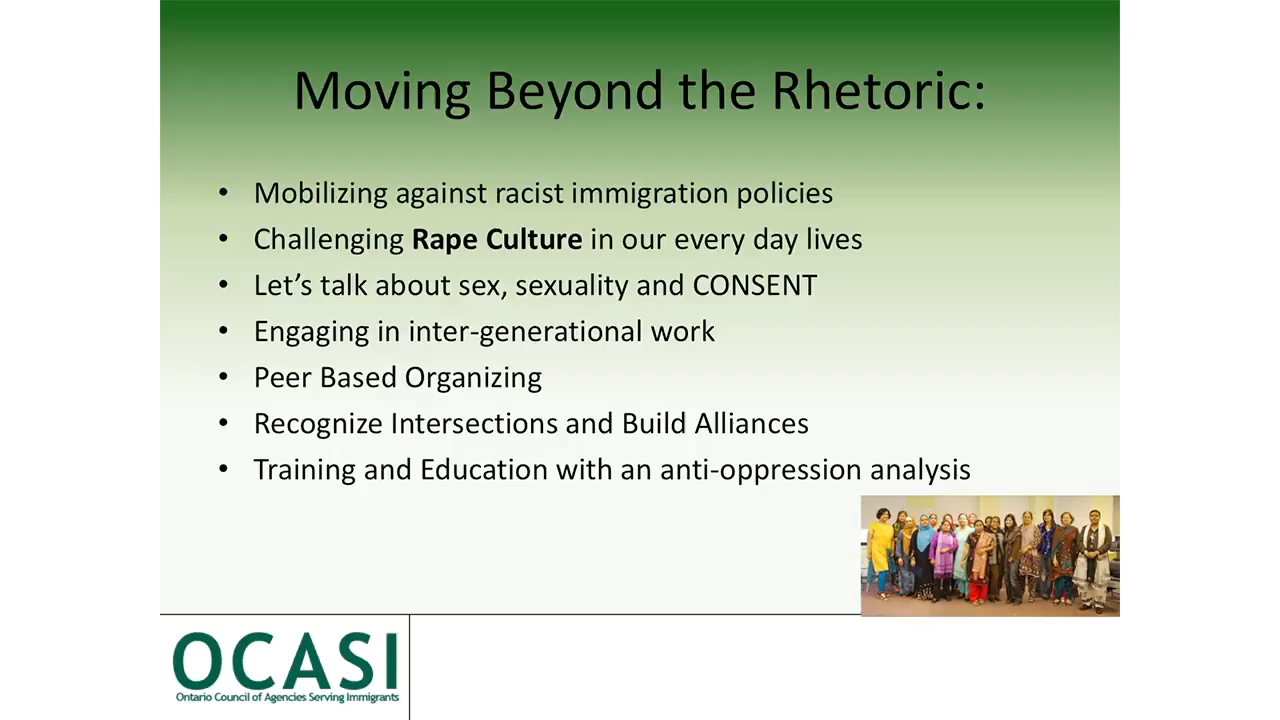 Moving Beyond the Rhetoric:
• Mobilizing against racist immigration policies
• Challenging Rape Culture in our every day lives
• Let’s talk about sex, sexuality and CONSENT
• Engaging in inter-generational work
• Peer Based Organizing
• Recognize Intersections and Build Alliances
• Training and Education with an anti-oppression analysis
OCASI
Ontario Council of Agencies Serving Immigrants